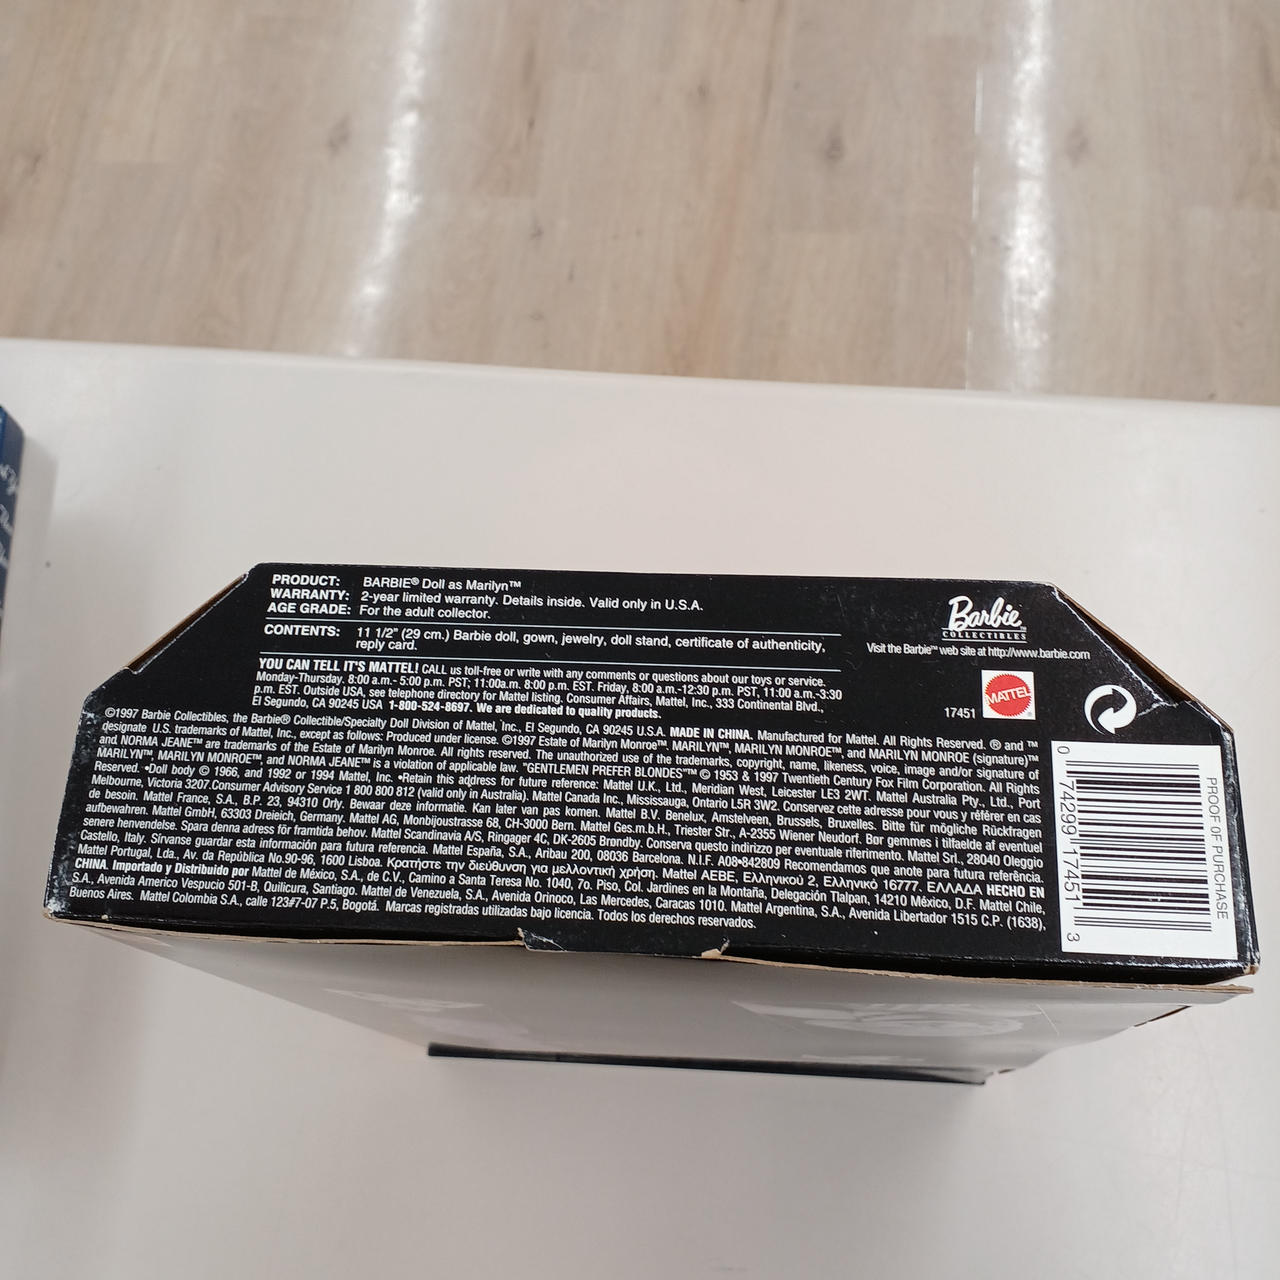 PRODUCT: BARBIE® Doll as Marilyn™
WARRANTY: 2-year limited warranty. Details inside. Valid only in U.S.A.
AGE GRADE: For the adult collector.
CONTENTS: 11 1/2" (29 cm.) Barbie doll, gown, jewelry, doll stand, certificate of authenticity,
reply card.
YOU CAN TELL IT'S MATTEL! CALL us toll-free or write with any comments or questions about our toys or service.
Monday-Thursday. 8:00 a.m.- 5:00 p.m. PST; 11:00a.m. 8:00 p.m. EST. Friday, 8:00 a.m.-12:30 p.m. PST, 11:00 a.m.-3:30
p.m. EST. Outside USA, see telephone directory for Mattel listing. Consumer Affairs, Mattel, Inc., 333 Continental Blvd.,
El Segundo, CA 90245 USA 1-800-524-8697. We are dedicated to quality products.
Barbie™
COLLECTIBLES
Visit the Barbie™ web site at http://www.barbie.com
17451
MATTEL®
©1997 Barbie Collectibles, the Barbie® Collectible/Specialty Doll Division of Mattel, Inc., El Segundo, CA 90245 U.S.A. MADE IN CHINA. Manufactured for Mattel. All Rights Reserved. ® and ™
designate U.S. trademarks of Mattel, Inc., except as follows: Produced under license. ©1997 Estate of Marilyn Monroe™. MARILYN™, MARILYN MONROE™, and MARILYN MONROE (signature)™
and NORMA JEANE™ are trademarks of the Estate of Marilyn Monroe. All rights reserved. The unauthorized use of the trademarks, copyright, name, likeness, voice, image and/or signature of
MARILYN™, MARILYN MONROE™, and NORMA JEANE™ is a violation of applicable law. "GENTLEMEN PREFER BLONDES"™ © 1953 & 1997 Twentieth Century Fox Film Corporation. All Rights
Reserved. •Doll body © 1966, and 1992 or 1994 Mattel, Inc. •Retain this address for future reference: Mattel U.K., Ltd., Meridian West, Leicester LE3 2WT. Mattel Australia Pty., Ltd., Port
Melbourne, Victoria 3207.Consumer Advisory Service 1 800 800 812 (valid only in Australia). Mattel Canada Inc., Mississauga, Ontario L5R 3W2. Conservez cette adresse pour vous y référer en cas
de besoin. Mattel France, S.A., B.P. 23, 94310 Orly. Bewaar deze informatie. Kan later van pas komen. Mattel B.V. Benelux, Amstelveen, Brussels, Bruxelles. Bitte für mögliche Rückfragen
aufbewahren. Mattel GmbH, 63303 Dreieich, Germany. Mattel AG, Monbijoustrasse 68, CH-3000 Bern. Mattel Ges.m.b.H., Triester Str., A-2355 Wiener Neudorf. Bør gemmes i tilfaelde af eventuel
senere henvendelse. Spara denna adress för framtida behov. Mattel Scandinavia A/S, Ringager 4C, DK-2605 Brøndby. Conserva questo indirizzo per eventuale riferimento. Mattel Srl., 28040 Oleggio
Castello, Italy. Sírvanse guardar esta información para futura referencia. Mattel España, S.A., Aribau 200, 08036 Barcelona. N.I.F. A08•842809 Recomendamos que anote para futura referência.
Mattel Portugal, Lda., Av. da República No.90-96, 1600 Lisboa. Κρατήστε την διεύθυνση για μελλοντική χρήση. Mattel AEBE, Ελληνικού 2, Ελληνικό 16777. ΕΛΛΑΔΑ HECHO EN
CHINA. Importado y Distribuido por Mattel de México, S.A., de C.V., Camino a Santa Teresa No. 1040, 7o. Piso, Col. Jardines en la Montaña, Delegación Tlalpan, 14210 México, D.F. Mattel Chile,
S.A., Avenida Americo Vespucio 501-B, Quilicura, Santiago. Mattel de Venezuela, S.A., Avenida Orinoco, Las Mercedes, Caracas 1010. Mattel Argentina, S.A., Avenida Libertador 1515 C.P. (1638),
Buenos Aires. Mattel Colombia S.A., calle 123#7-07 P.5, Bogotá. Marcas registradas utilizadas bajo licencia. Todos los derechos reservados.
0 74299 17451 3
PROOF OF PURCHASE